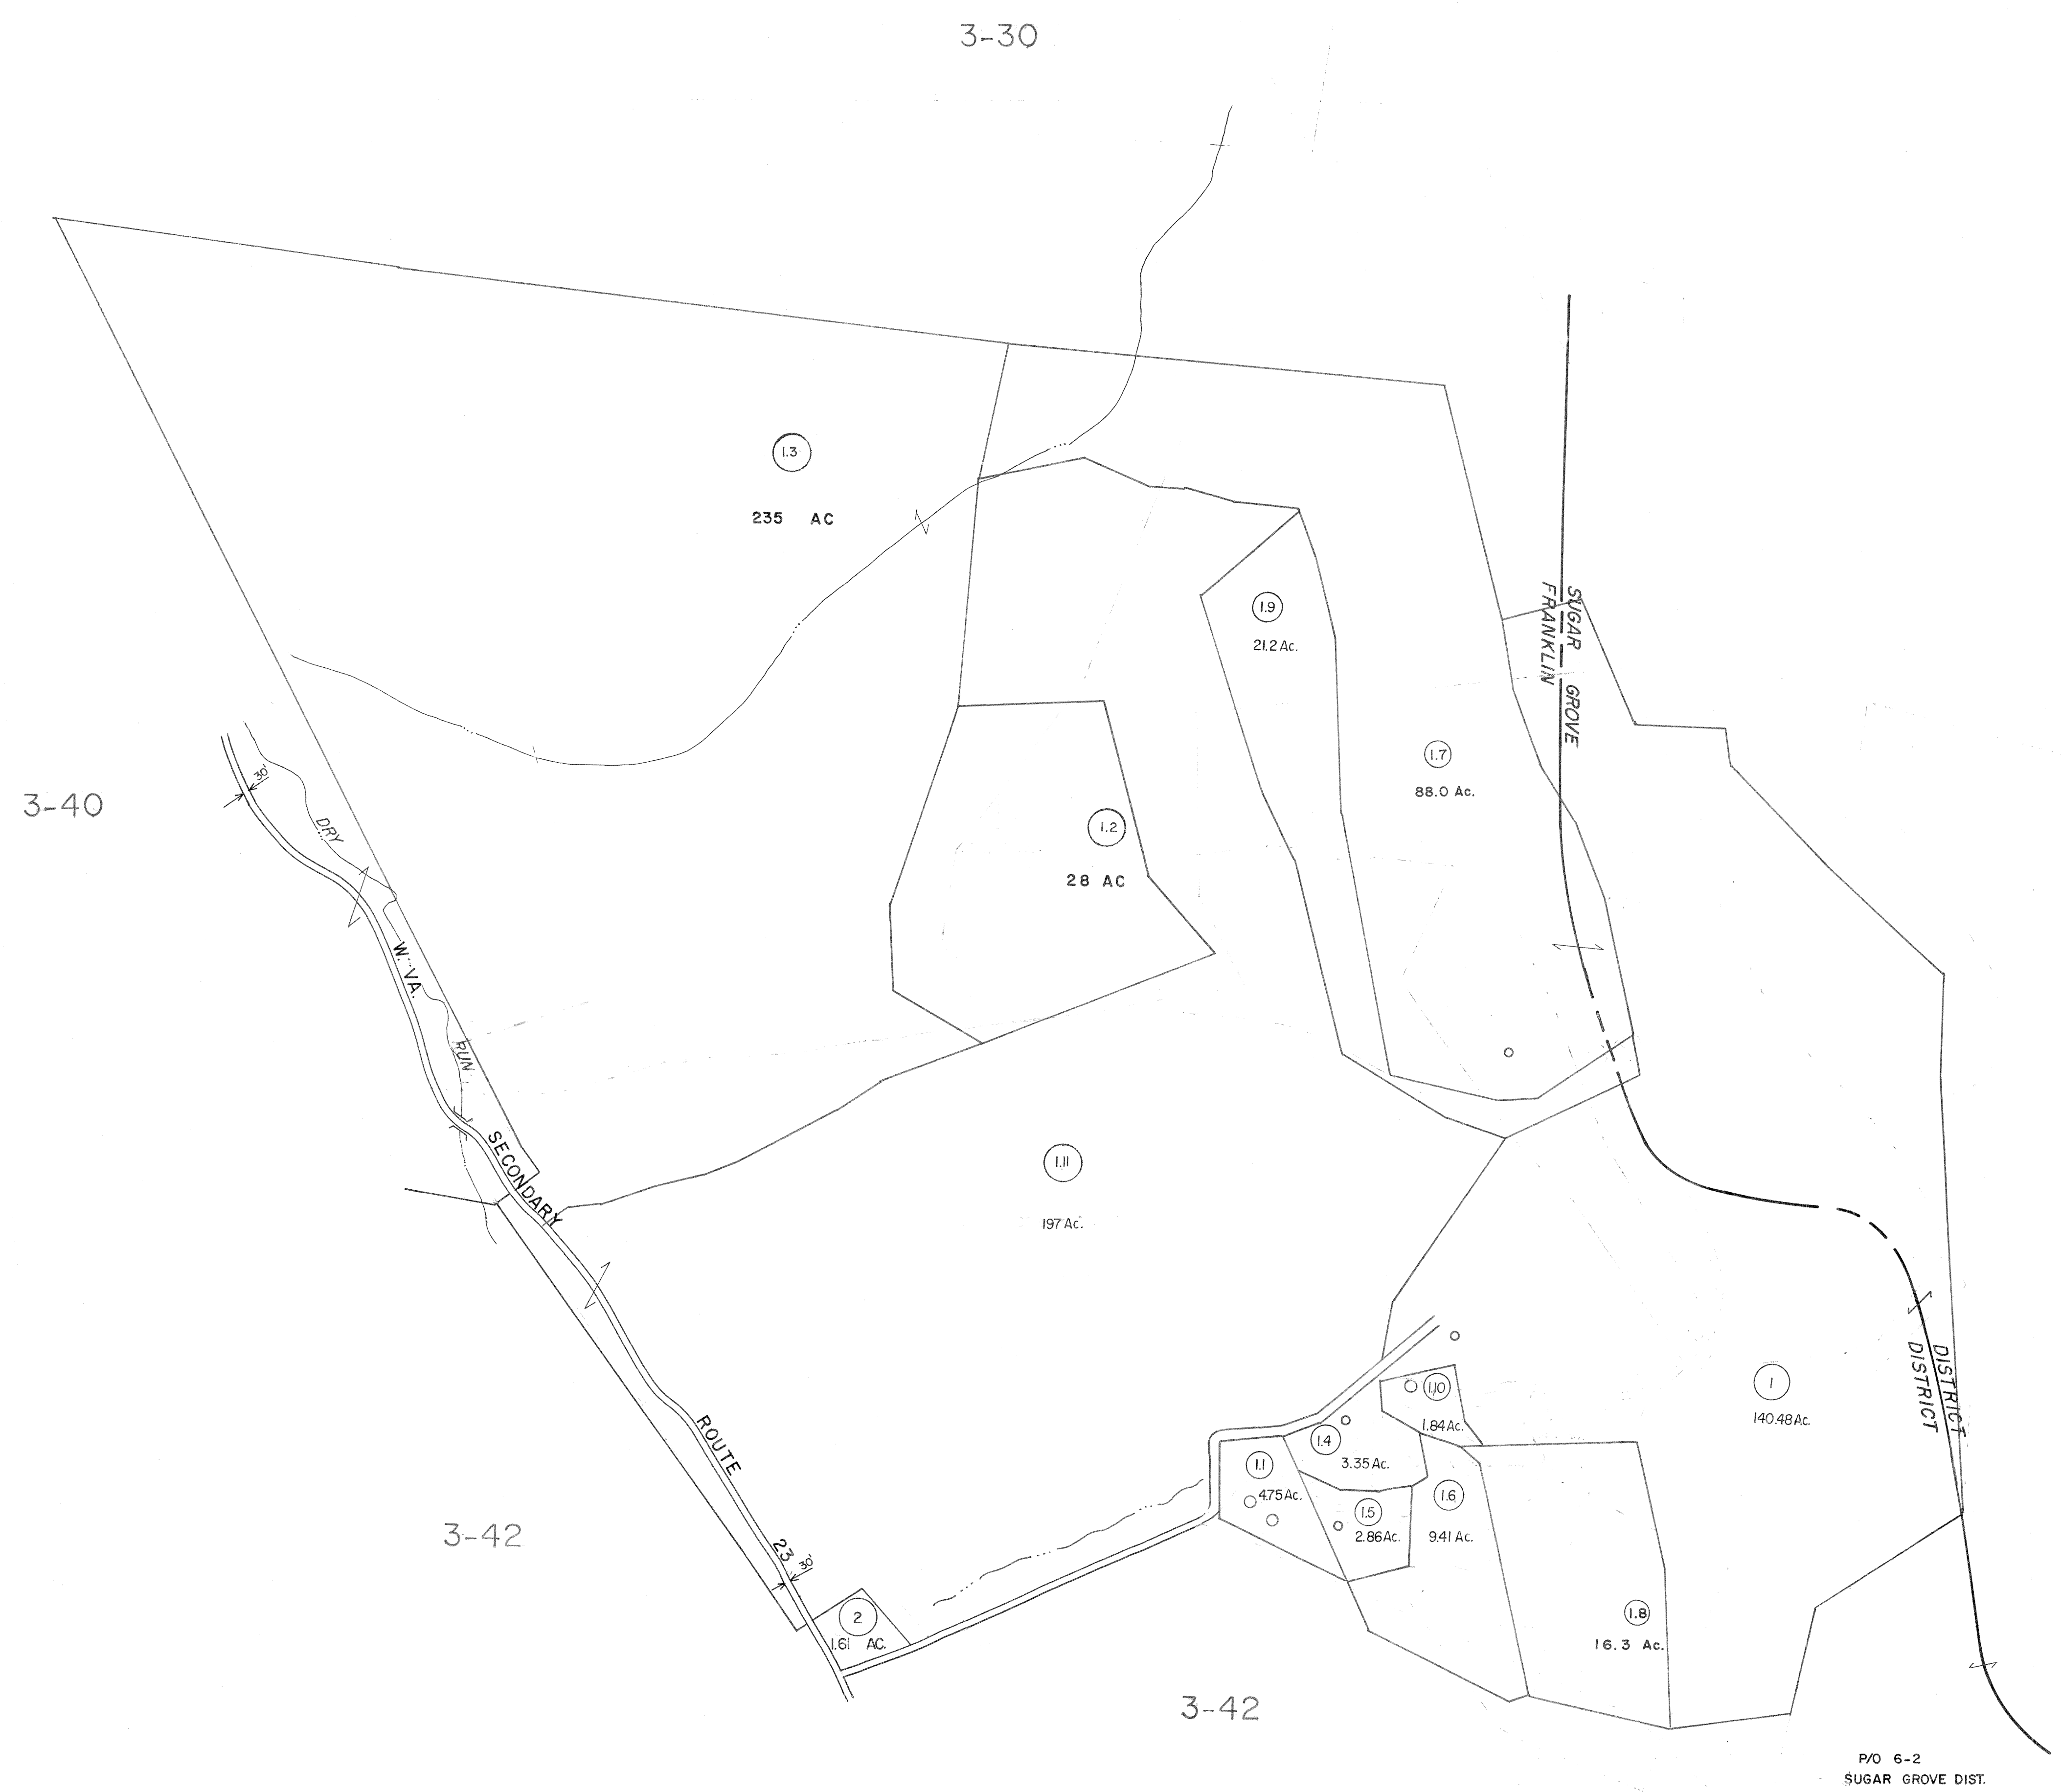 3-30
1.3
235 AC
SUGAR GROVE
FRANKLIN
1.9
21.2 Ac.
1.7
88.0 Ac.
30'
3-40
DRY
1.2
28 AC
W. VA.
RUN
SECONDARY
1.11
197 Ac.
DISTRICT
DISTRICT
1
140.48 Ac.
1.10
1.84 Ac.
ROUTE
1.4
3.35 Ac.
1.1
4.75 Ac.
1.6
9.41 Ac.
1.5
2.86 Ac.
3-42
23
30'
2
1.61 AC.
1.8
16.3 Ac.
3-42
P/O 6-2
SUGAR GROVE DIST.